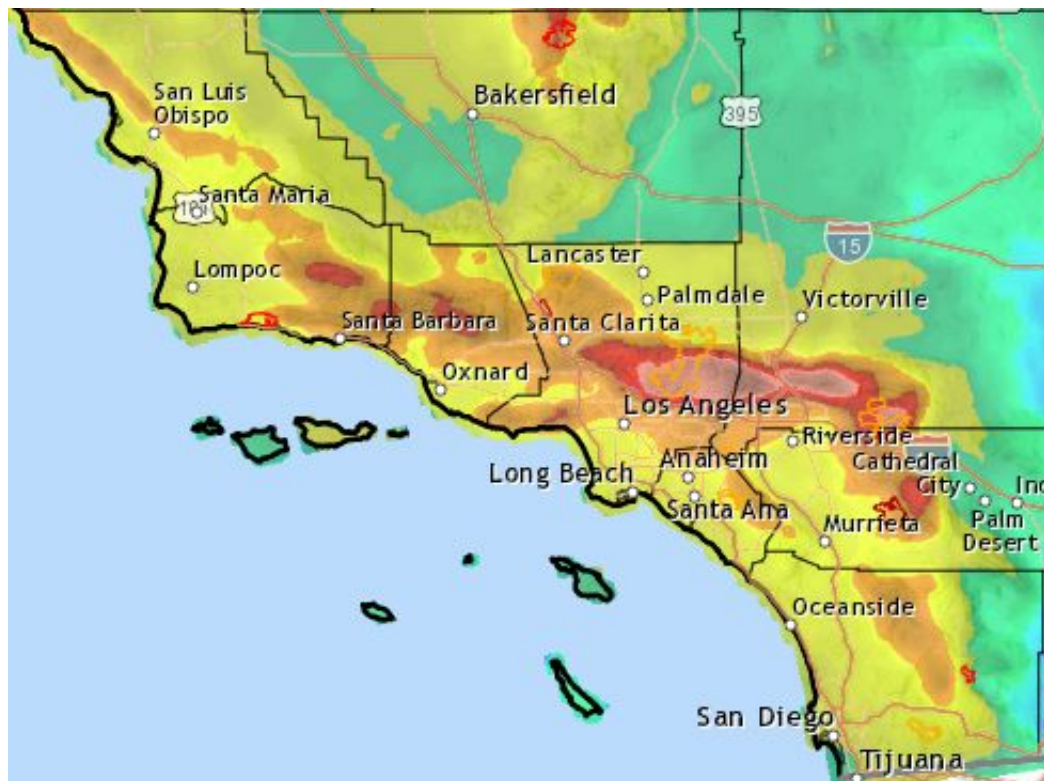 San Luis
Obispo
Bakersfield
395
Santa Maria
101
15
Lancaster
Lompoc
Palmdale
Victorville
Santa Barbara
Santa Clarita
Oxnard
Los Angeles
Riverside
Anaheim
Cathedral
City
Long Beach
Santa Ana
Palm
Desert
Murrieta
Oceanside
San Diego
Tijuana